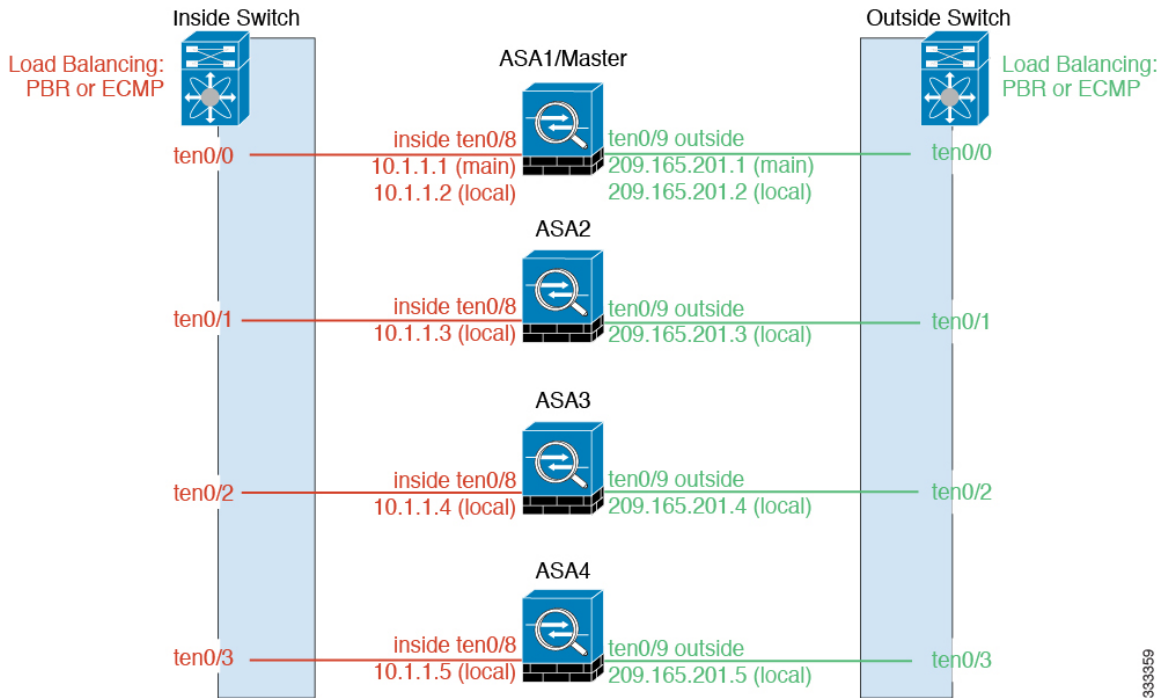 Inside Switch
Outside Switch
Load Balancing:
PBR or ECMP
ASA1/Master
Load Balancing:
PBR or ECMP
ten0/0
inside ten0/8
10.1.1.1 (main)
10.1.1.2 (local)
ten0/9 outside
209.165.201.1 (main)
209.165.201.2 (local)
ten0/0
ASA2
ten0/1
inside ten0/8
10.1.1.3 (local)
ten0/9 outside
209.165.201.3 (local)
ten0/1
ASA3
ten0/2
inside ten0/8
10.1.1.4 (local)
ten0/9 outside
209.165.201.4 (local)
ten0/2
ASA4
ten0/3
inside ten0/8
10.1.1.5 (local)
ten0/9 outside
209.165.201.5 (local)
ten0/3
333359